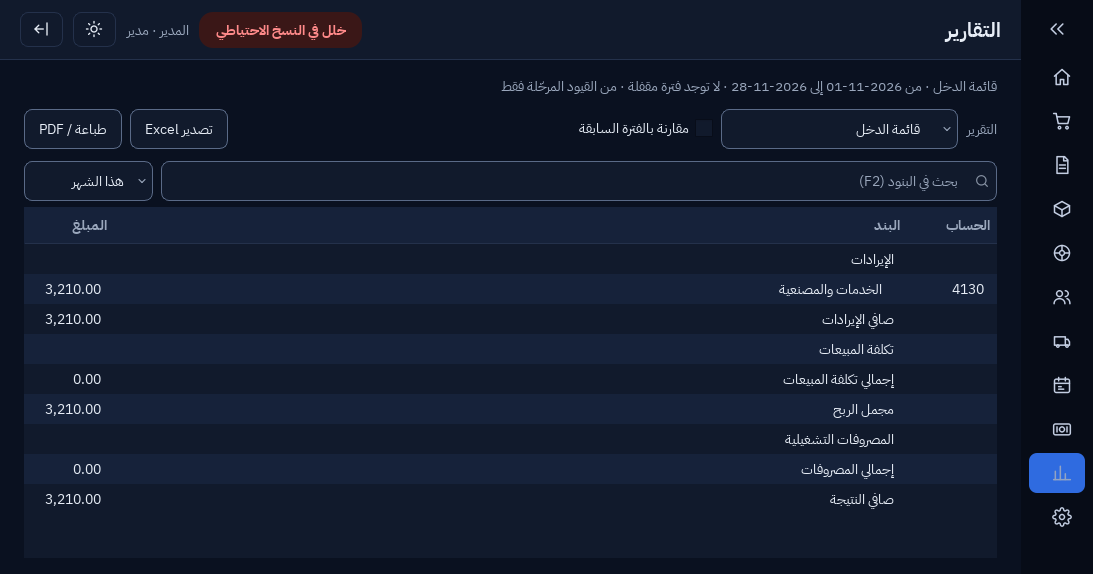 التقارير
خلل في النسخ الاحتياطي
المدير · مدير
قائمة الدخل · من 01-11-2026 إلى 28-11-2026 · لا توجد فترة مقفلة · من القيود المرحّلة فقط
التقرير
قائمة الدخل
مقارنة بالفترة السابقة
تصدير Excel
طباعة / PDF
بحث في البنود (F2)
هذا الشهر
الحساب البند المبلغ
الإيرادات
4130 الخدمات والمصنعية 3,210.00
صافي الإيرادات 3,210.00
تكلفة المبيعات
إجمالي تكلفة المبيعات 0.00
مجمل الربح 3,210.00
المصروفات التشغيلية
إجمالي المصروفات 0.00
صافي النتيجة 3,210.00